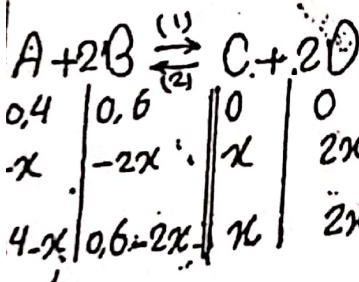 A + 2B (1) ⇌ (2) C + 2D
0,4 | 0,6 || 0 | 0
-x | -2x || x | 2x
4-x | 0,6-2x || x | 2x